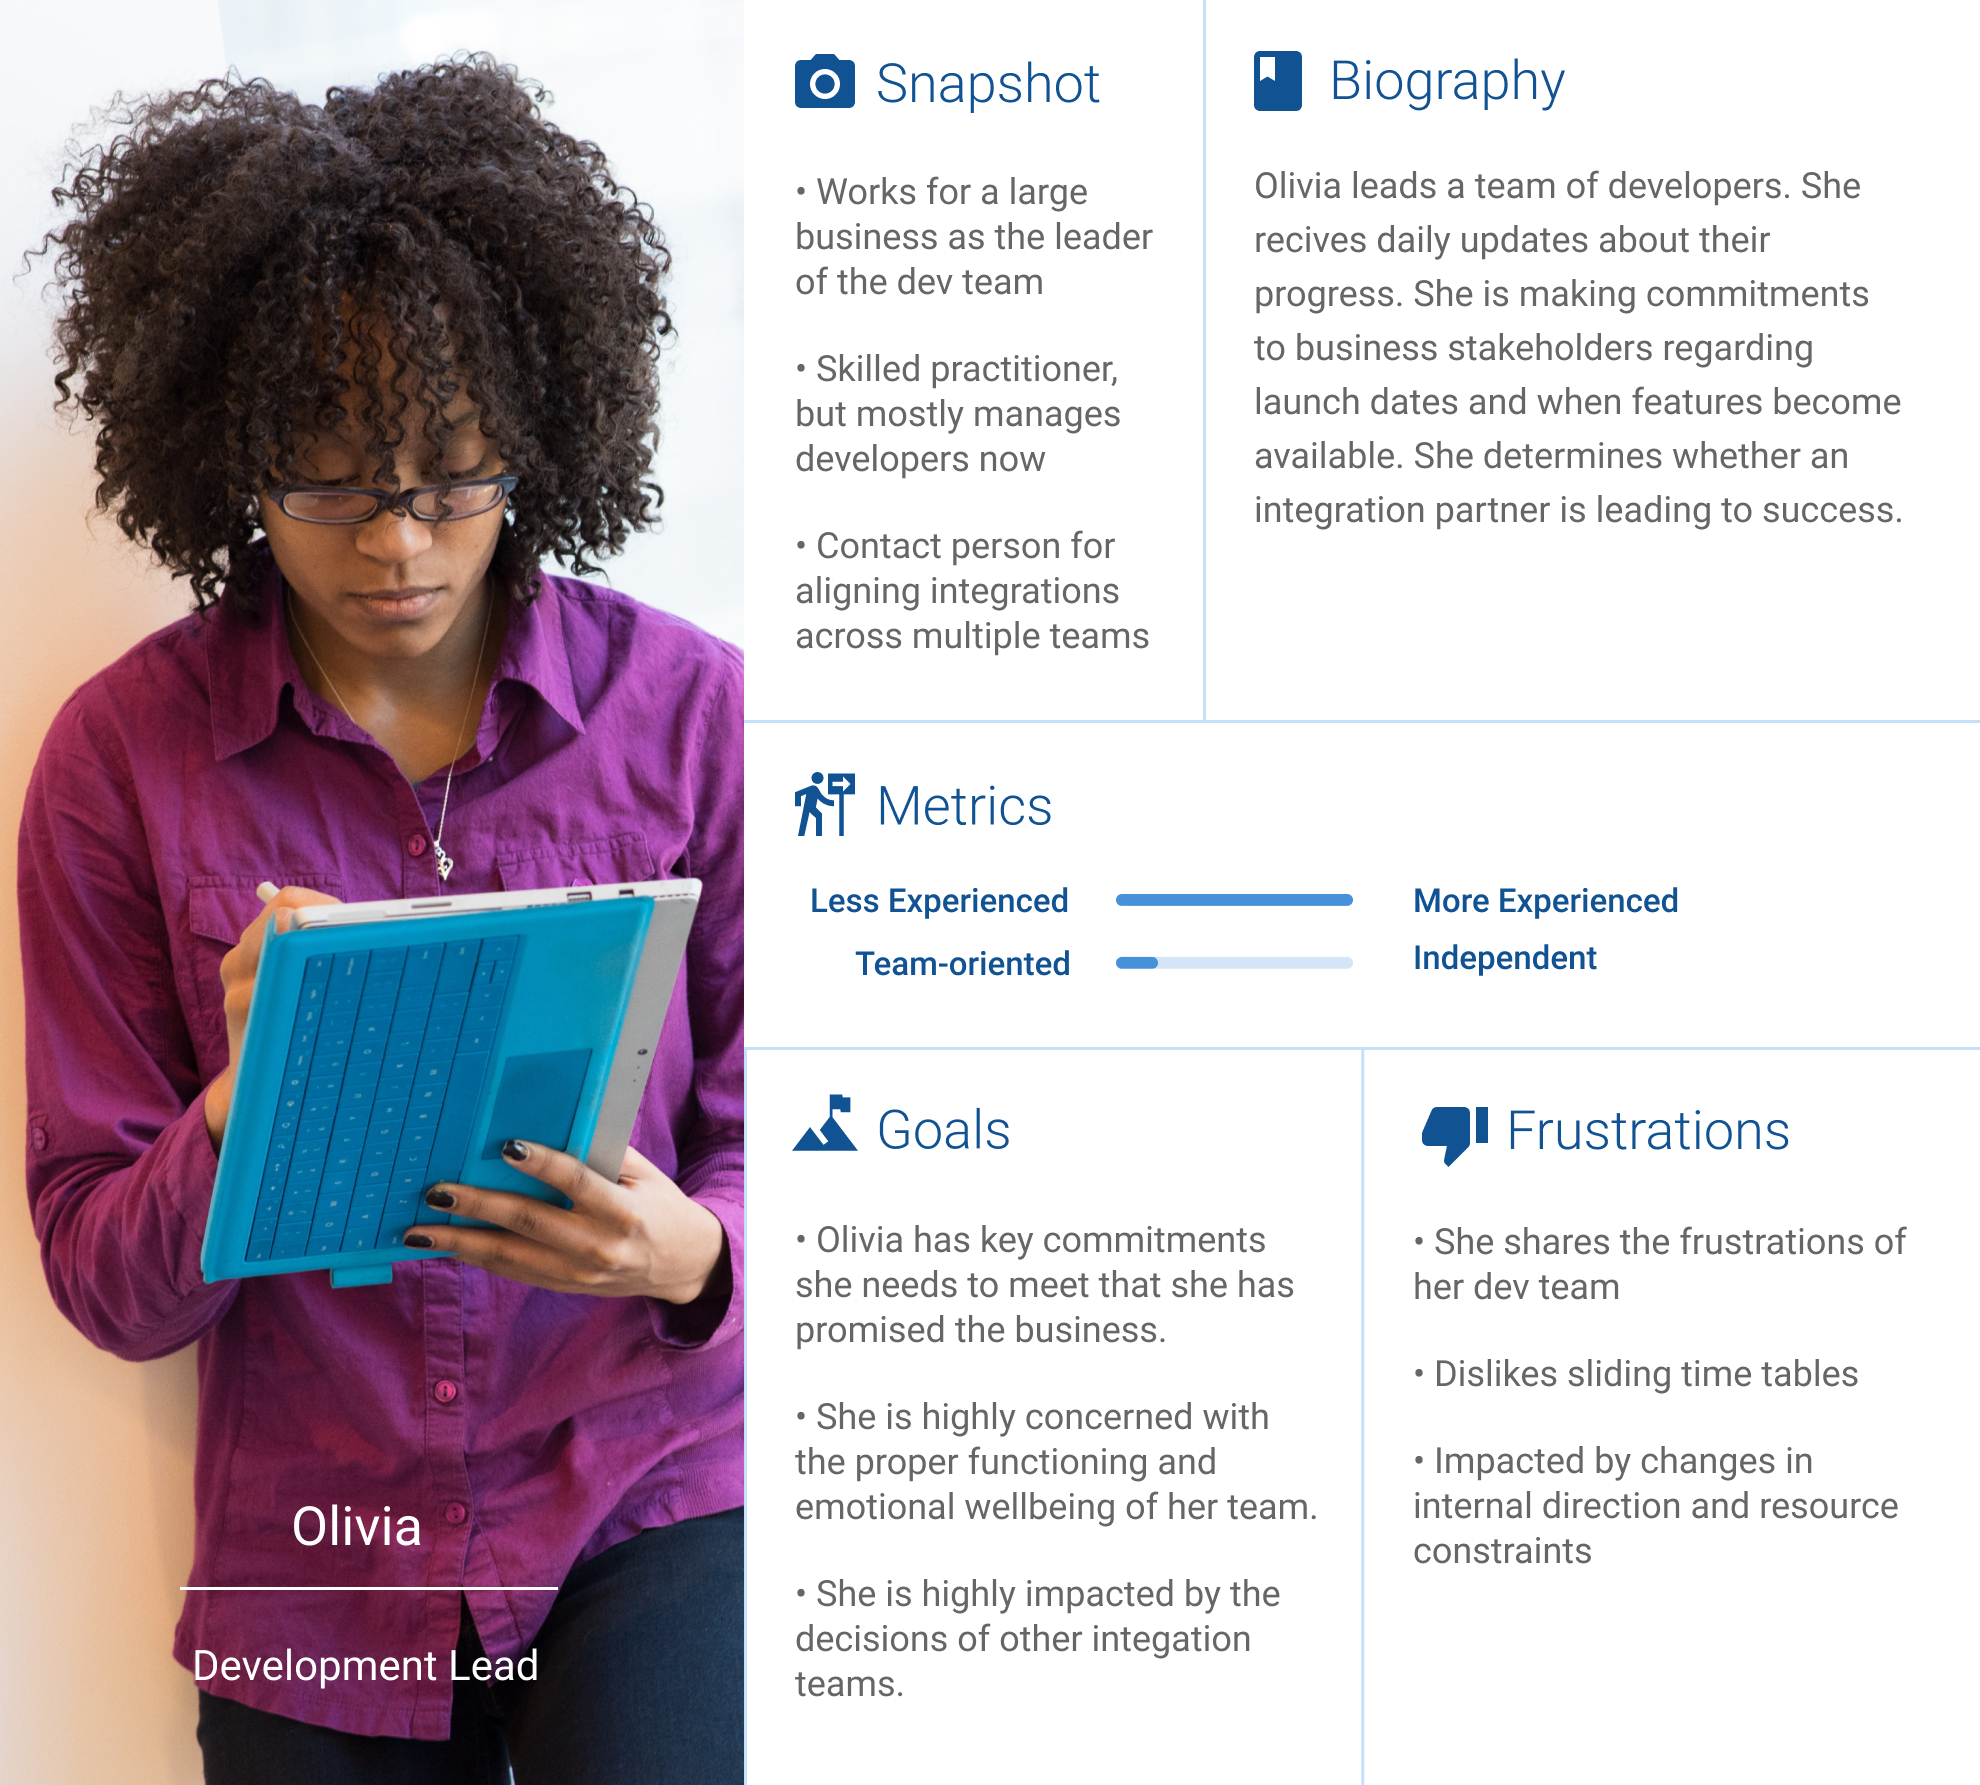 Snapshot
• Works for a large
business as the leader
of the dev team
• Skilled practitioner,
but mostly manages
developers now
• Contact person for
aligning integrations
across multiple teams
Biography
Olivia leads a team of developers. She
recives daily updates about their
progress. She is making commitments
to business stakeholders regarding
launch dates and when features become
available. She determines whether an
integration partner is leading to success.
Metrics
Less Experienced More Experienced
Team-oriented Independent
Goals
• Olivia has key commitments
she needs to meet that she has
promised the business.
• She is highly concerned with
the proper functioning and
emotional wellbeing of her team.
• She is highly impacted by the
decisions of other integation
teams.
Frustrations
• She shares the frustrations of
her dev team
• Dislikes sliding time tables
• Impacted by changes in
internal direction and resource
constraints
Olivia
Development Lead